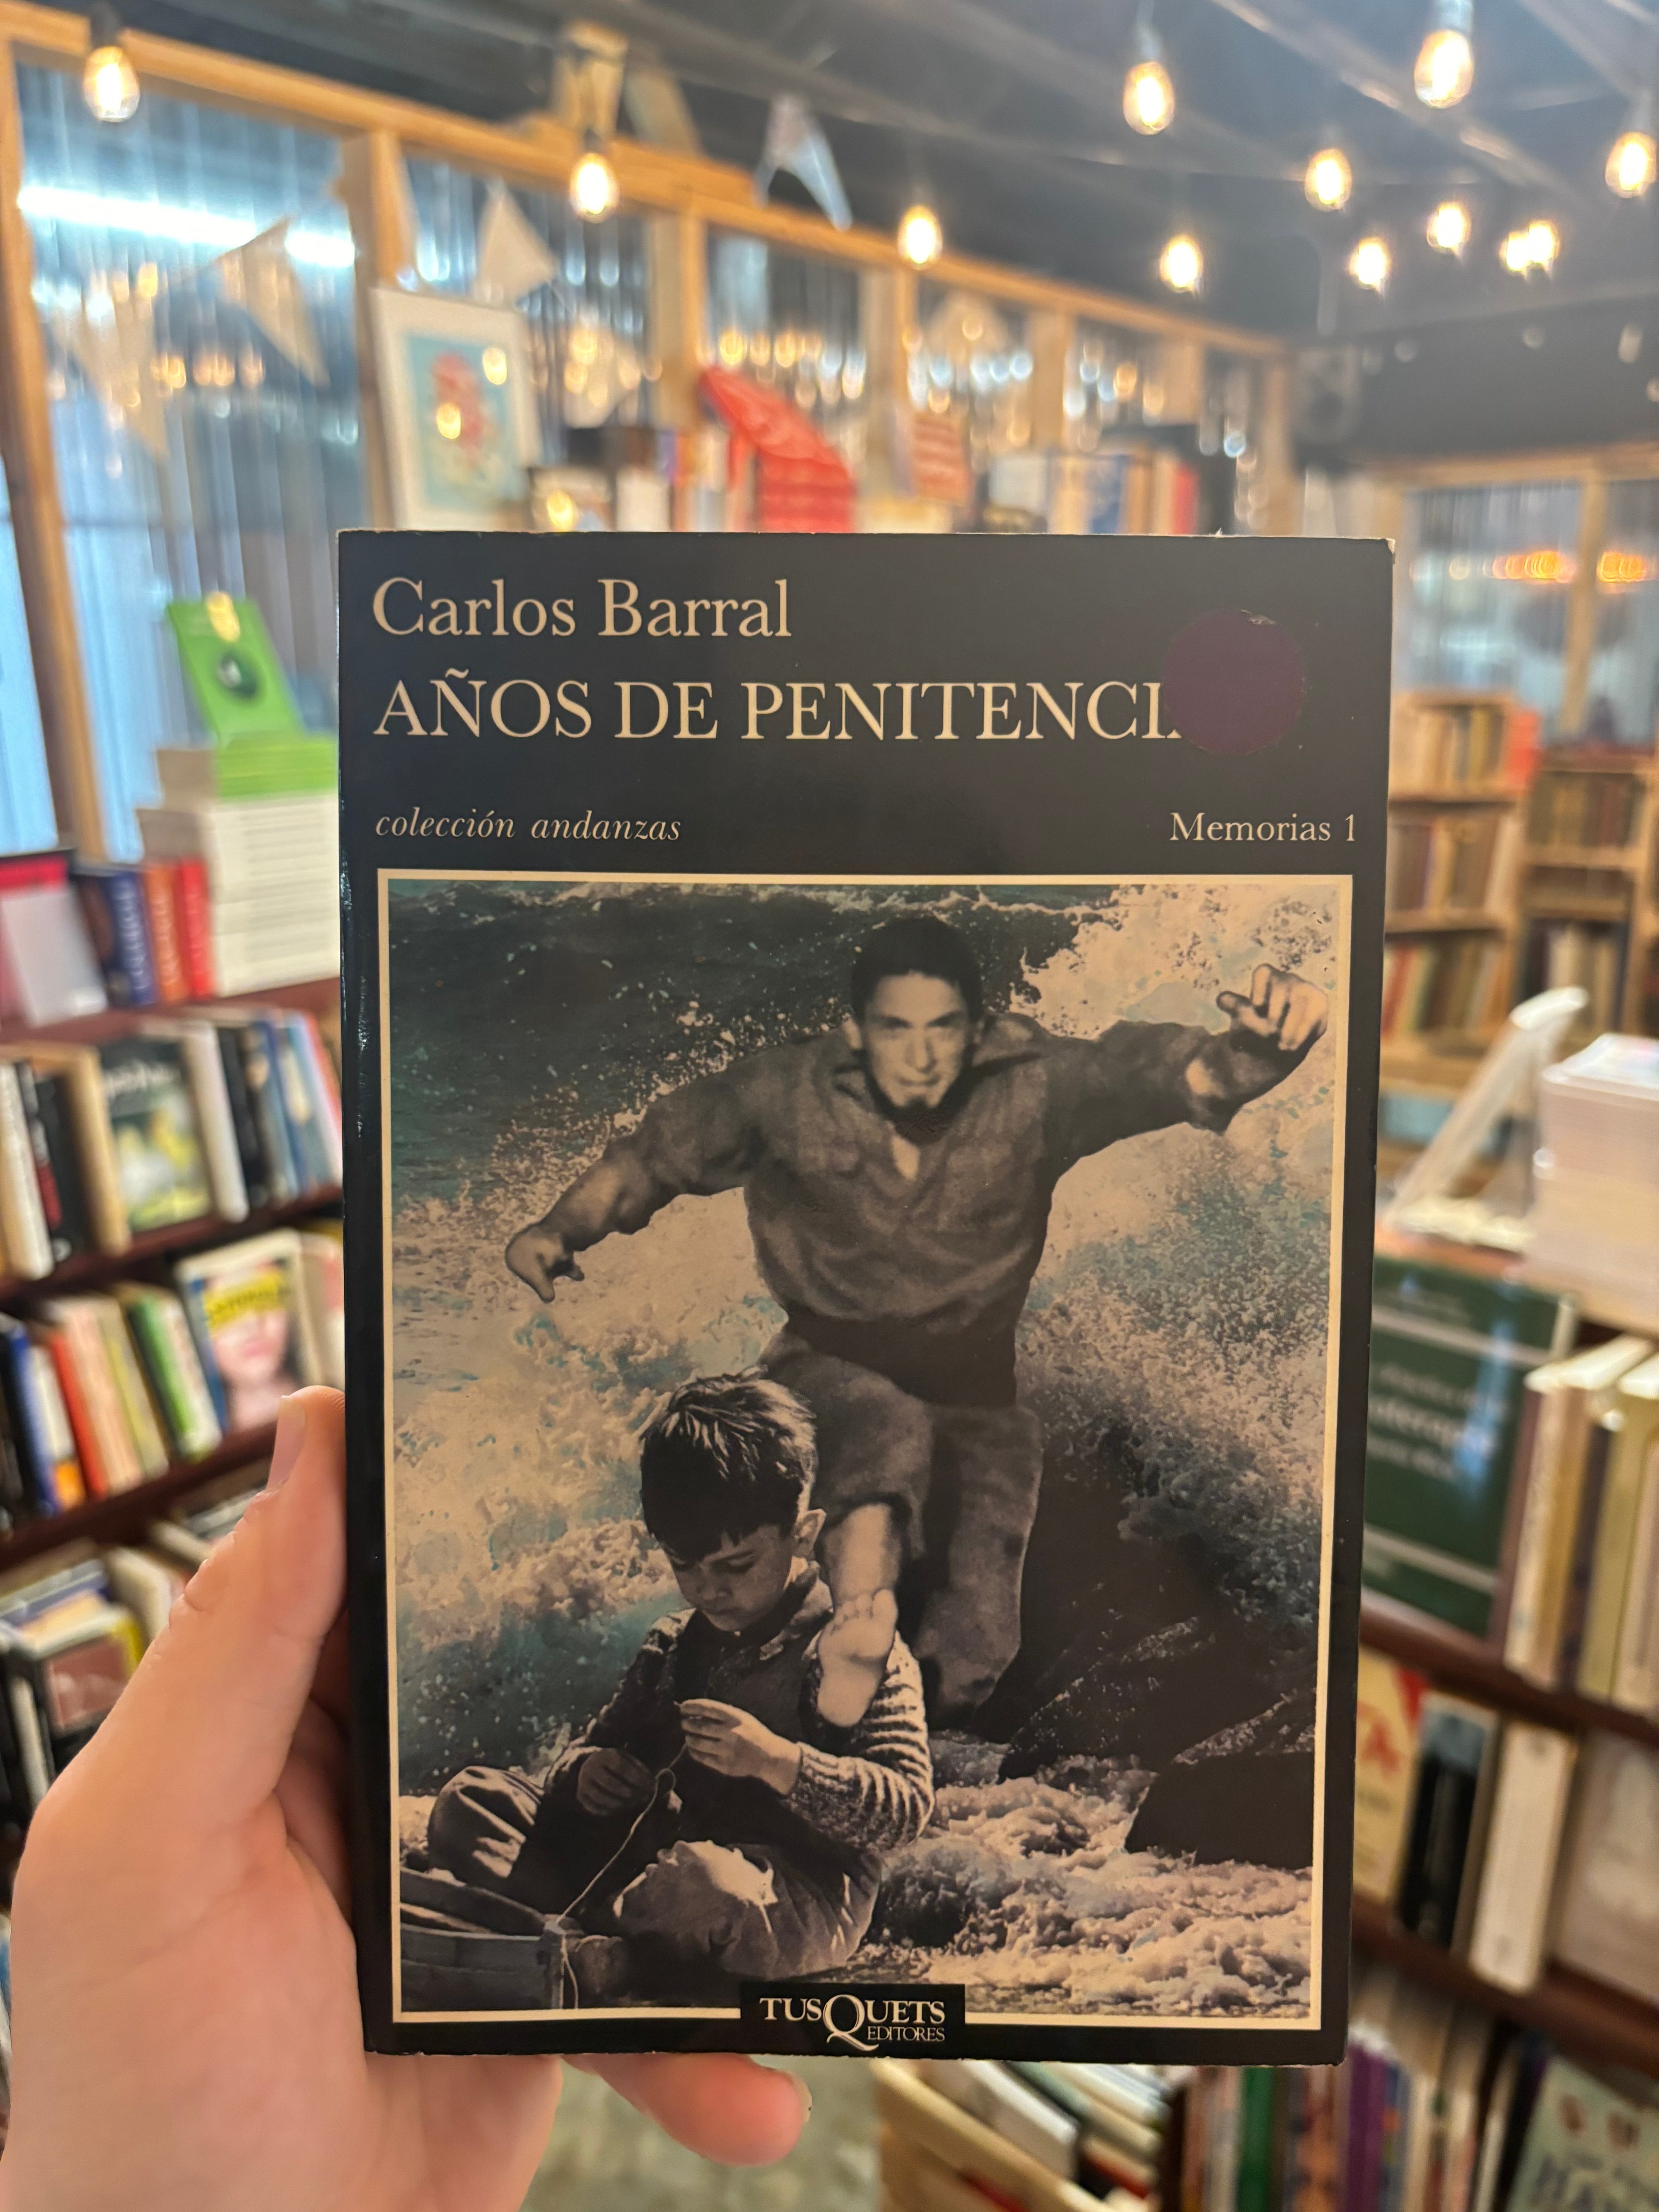 Carlos Barral
AÑOS DE PENITENCI
colección andanzas
Memorias 1
TUSQUETS
EDITORES